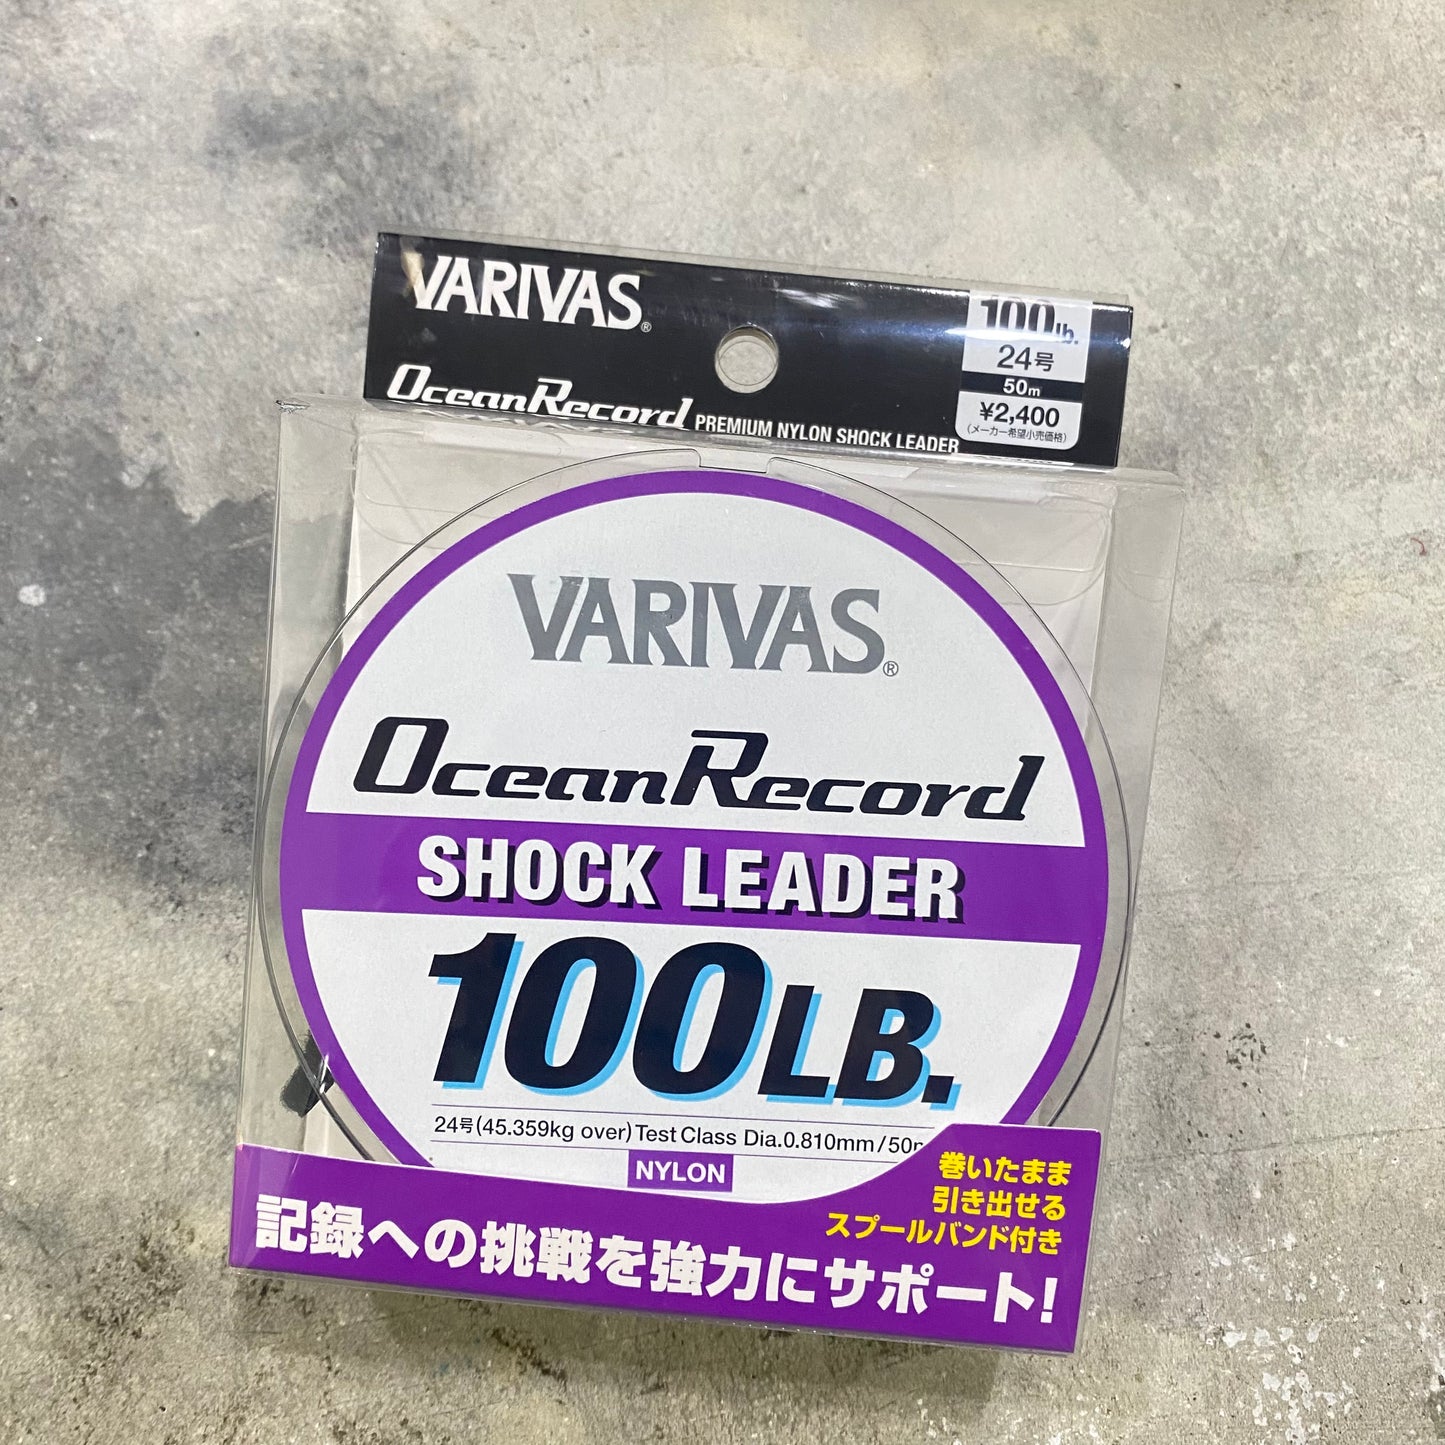 VARIVAS®
OceanRecord PREMIUM NYLON SHOCK LEADER
100lb.
24号
50m
¥2,400
(メーカー希望小売価格)
VARIVAS®
OceanRecord
SHOCK LEADER
100LB.
24号(45.359kg over)Test Class Dia.0.810mm/50
NYLON
巻いたまま
引き出せる
スプールバンド付き
記録への挑戦を強力にサポート!